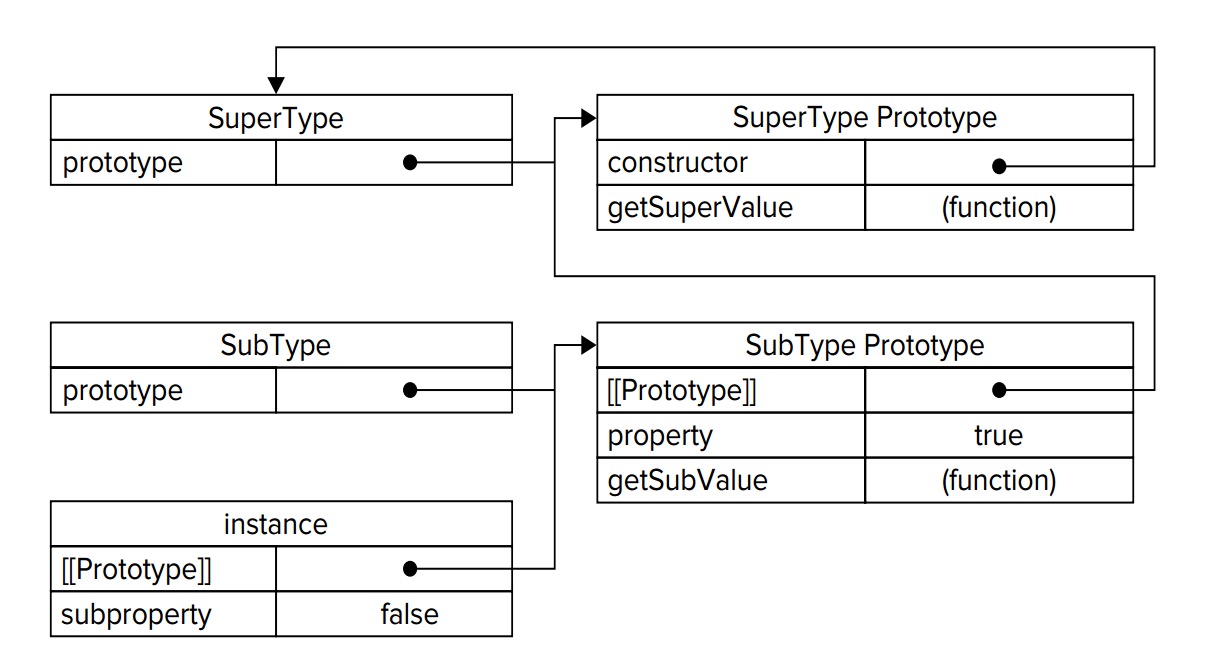 SuperType
prototype
SuperType Prototype
constructor
getSuperValue (function)
SubType
prototype
SubType Prototype
[[Prototype]]
property true
getSubValue (function)
instance
[[Prototype]]
subproperty false